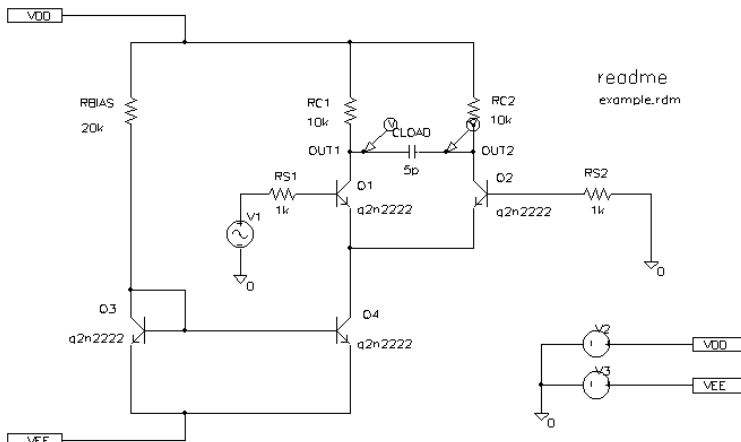 VDD
readme
example.rdm
RBIAS
20k
RC1
10k
RC2
10k
V
V
CLOAD
OUT1
OUT2
5p
RS1
1k
Q1
q2n2222
Q2
q2n2222
RS2
1k
V1
0
0
Q3
q2n2222
Q4
q2n2222
V2
VDD
V3
VEE
0
VEE